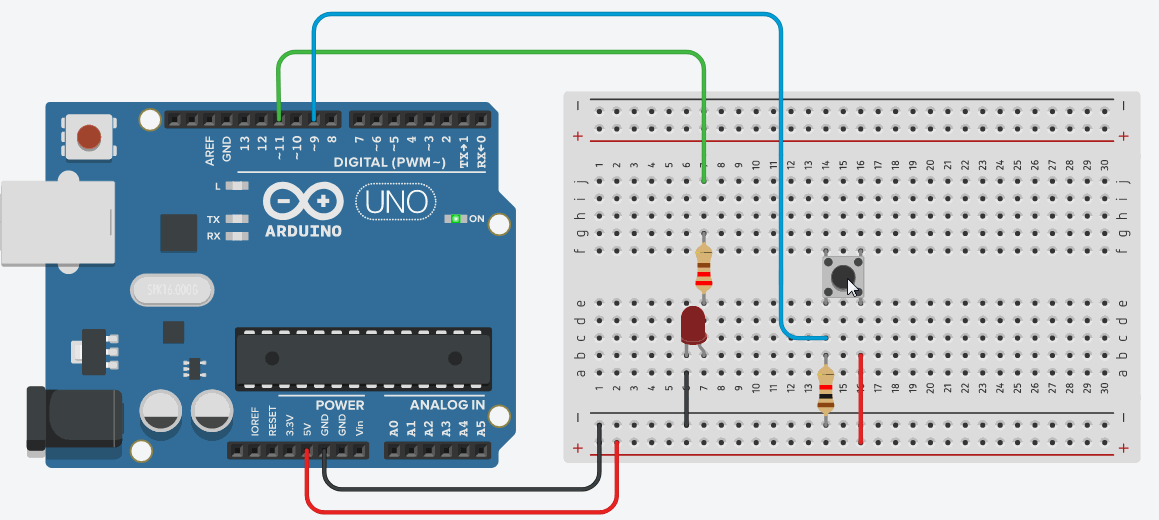 AREF
GND
13
12
~11
~10
~9
8
7
~6
~5
4
~3
2
TX→1
RX←0
DIGITAL (PWM~)
L
TX
RX
UNO
ARDUINO
ON
SMK16.000S
IOREF
RESET
3.3V
5V
GND
GND
Vin
POWER
ANALOG IN
A0
A1
A2
A3
A4
A5
− −
+ +
1 2 3 4 5 6 7 8 9 10 11 12 13 14 15 16 17 18 19 20 21 22 23 24 25 26 27 28 29 30
j j
i i
h h
g g
f f
e e
d d
c c
b b
a a
1 2 3 4 5 6 7 8 9 10 11 12 13 14 15 16 17 18 19 20 21 22 23 24 25 26 27 28 29 30
− −
+ +